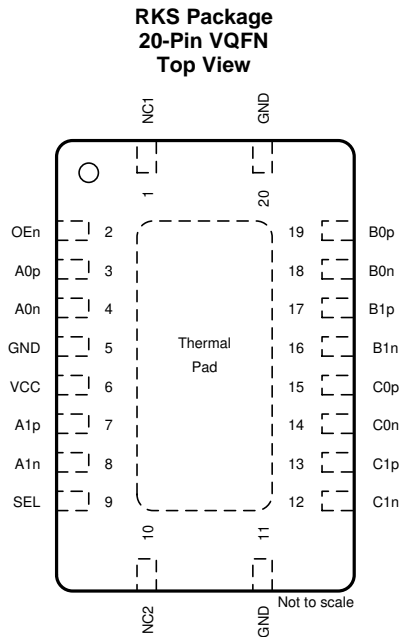 RKS Package
20-Pin VQFN
Top View
NC1
GND
1
20
OEn 2 19 B0p
A0p 3 18 B0n
A0n 4 17 B1p
GND 5 16 B1n
VCC 6 15 C0p
A1p 7 14 C0n
A1n 8 13 C1p
SEL 9 12 C1n
Thermal
Pad
10
11
NC2
GND
Not to scale